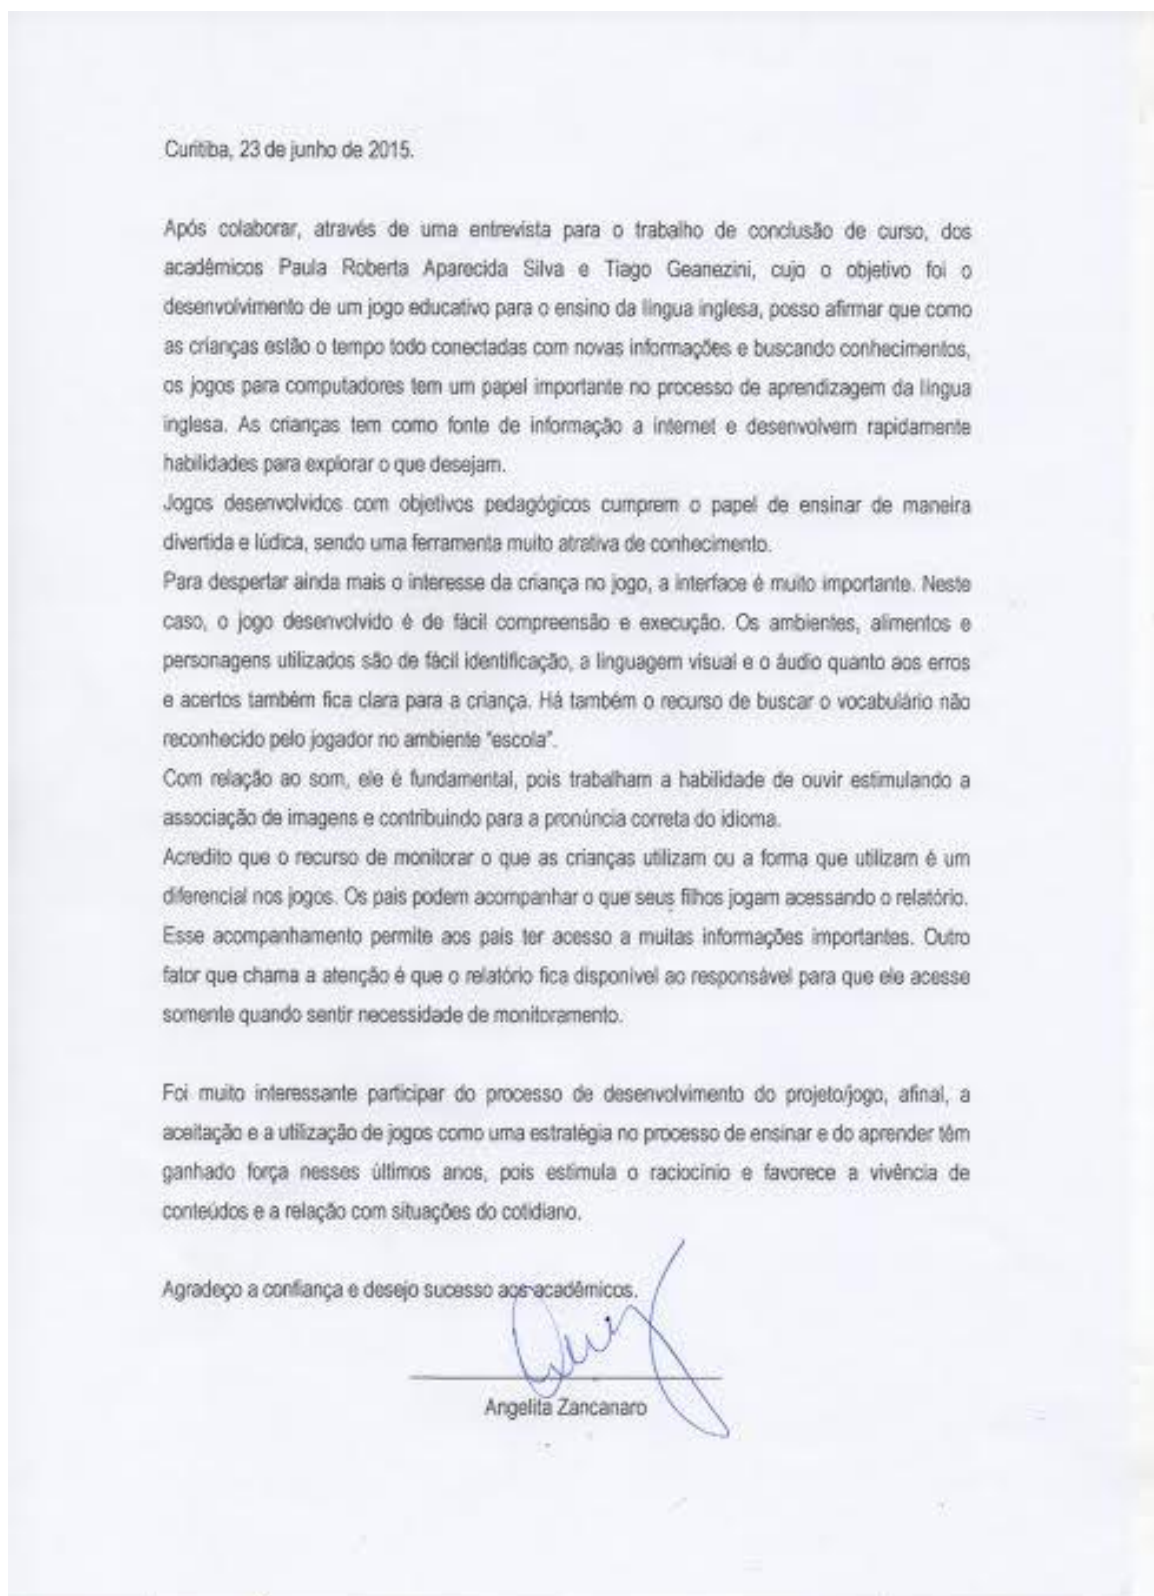 Curitiba, 23 de junho de 2015.
Após colaborar, através de uma entrevista para o trabalho de conclusão de curso, dos
acadêmicos Paula Roberta Aparecida Silva e Tiago Geanezini, cujo o objetivo foi o
desenvolvimento de um jogo educativo para o ensino da língua inglesa, posso afirmar que como
as crianças estão o tempo todo conectadas com novas informações e buscando conhecimentos,
os jogos para computadores tem um papel importante no processo de aprendizagem da língua
inglesa. As crianças tem como fonte de informação a internet e desenvolvem rapidamente
habilidades para explorar o que desejam.
Jogos desenvolvidos com objetivos pedagógicos cumprem o papel de ensinar de maneira
divertida e lúdica, sendo uma ferramenta muito atrativa de conhecimento.
Para despertar ainda mais o interesse da criança no jogo, a interface é muito importante. Neste
caso, o jogo desenvolvido é de fácil compreensão e execução. Os ambientes, alimentos e
personagens utilizados são de fácil identificação, a linguagem visual e o áudio quanto aos erros
e acertos também fica clara para a criança. Há também o recurso de buscar o vocabulário não
reconhecido pelo jogador no ambiente "escola".
Com relação ao som, ele é fundamental, pois trabalham a habilidade de ouvir estimulando a
associação de imagens e contribuindo para a pronúncia correta do idioma.
Acredito que o recurso de monitorar o que as crianças utilizam ou a forma que utilizam é um
diferencial nos jogos. Os pais podem acompanhar o que seus filhos jogam acessando o relatório.
Esse acompanhamento permite aos pais ter acesso a muitas informações importantes. Outro
fator que chama a atenção é que o relatório fica disponível ao responsável para que ele acesse
somente quando sentir necessidade de monitoramento.
Foi muito interessante participar do processo de desenvolvimento do projeto/jogo, afinal, a
aceitação e a utilização de jogos como uma estratégia no processo de ensinar e do aprender têm
ganhado força nesses últimos anos, pois estimula o raciocínio e favorece a vivência de
conteúdos e a relação com situações do cotidiano.
Agradeço a confiança e desejo sucesso aos acadêmicos.
Angelita Zancanaro